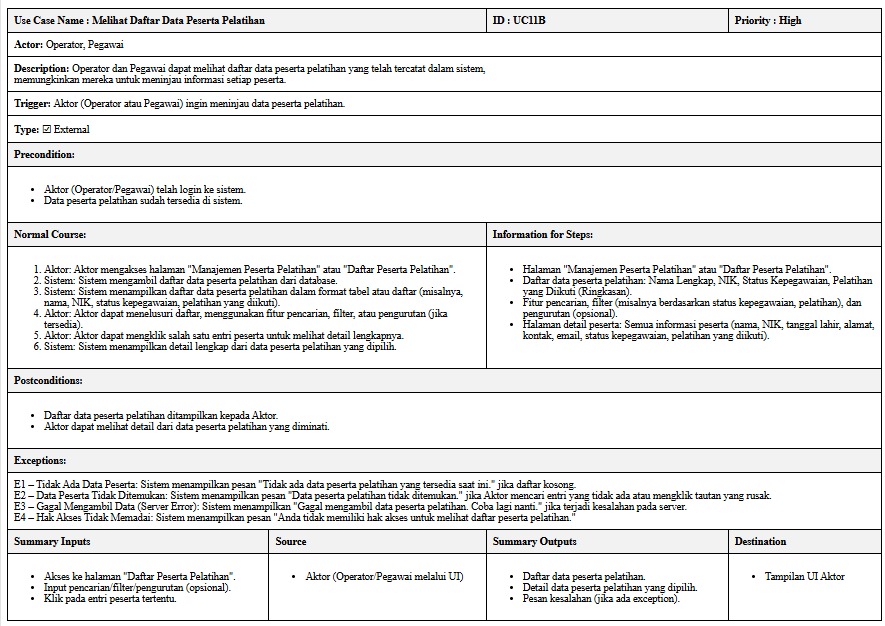 Use Case Name : Melihat Daftar Data Peserta Pelatihan
ID : UC11B
Priority : High
Actor: Operator, Pegawai
Description: Operator dan Pegawai dapat melihat daftar data peserta pelatihan yang telah tercatat dalam sistem,
memungkinkan mereka untuk meninjau informasi setiap peserta.
Trigger: Aktor (Operator atau Pegawai) ingin meninjau data peserta pelatihan.
Type: ☑ External
Precondition:
• Aktor (Operator/Pegawai) telah login ke sistem.
• Data peserta pelatihan sudah tersedia di sistem.
Normal Course:
1. Aktor: Aktor mengakses halaman "Manajemen Peserta Pelatihan" atau "Daftar Peserta Pelatihan".
2. Sistem: Sistem mengambil daftar data peserta pelatihan dari database.
3. Sistem: Sistem menampilkan daftar data peserta pelatihan dalam format tabel atau daftar (misalnya,
nama, NIK, status kepegawaian, pelatihan yang diikuti).
4. Aktor: Aktor dapat menelusuri daftar, menggunakan fitur pencarian, filter, atau pengurutan (jika
tersedia).
5. Aktor: Aktor dapat mengklik salah satu entri peserta untuk melihat detail lengkapnya.
6. Sistem: Sistem menampilkan detail lengkap dari data peserta pelatihan yang dipilih.
Information for Steps:
• Halaman "Manajemen Peserta Pelatihan" atau "Daftar Peserta Pelatihan".
• Daftar data peserta pelatihan: Nama Lengkap, NIK, Status Kepegawaian, Pelatihan
yang Diikuti (Ringkasan).
• Fitur pencarian, filter (misalnya berdasarkan status kepegawaian, pelatihan), dan
pengurutan (opsional).
• Halaman detail peserta: Semua informasi peserta (nama, NIK, tanggal lahir, alamat,
kontak, email, status kepegawaian, pelatihan yang diikuti).
Postconditions:
• Daftar data peserta pelatihan ditampilkan kepada Aktor.
• Aktor dapat melihat detail dari data peserta pelatihan yang diminati.
Exceptions:
E1 – Tidak Ada Data Peserta: Sistem menampilkan pesan "Tidak ada data peserta pelatihan yang tersedia saat ini." jika daftar kosong.
E2 – Data Peserta Tidak Ditemukan: Sistem menampilkan pesan "Data peserta pelatihan tidak ditemukan." jika Aktor mencari entri yang tidak ada atau mengklik tautan yang rusak.
E3 – Gagal Mengambil Data (Server Error): Sistem menampilkan "Gagal mengambil data peserta pelatihan. Coba lagi nanti." jika terjadi kesalahan pada server.
E4 – Hak Akses Tidak Memadai: Sistem menampilkan pesan "Anda tidak memiliki hak akses untuk melihat daftar peserta pelatihan."
Summary Inputs
• Akses ke halaman "Daftar Peserta Pelatihan".
• Input pencarian/filter/pengurutan (opsional).
• Klik pada entri peserta tertentu.
Source
• Aktor (Operator/Pegawai melalui UI)
Summary Outputs
• Daftar data peserta pelatihan.
• Detail data peserta pelatihan yang dipilih.
• Pesan kesalahan (jika ada exception).
Destination
• Tampilan UI Aktor